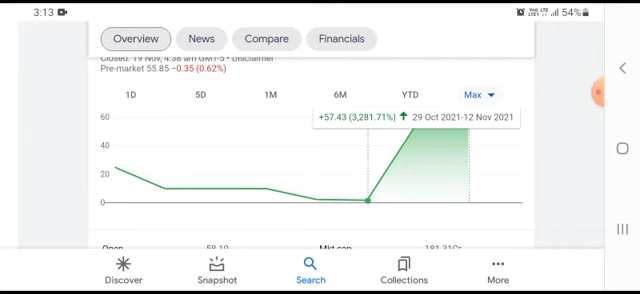 3:13 54%
Overview News Compare Financials
Closed: 19 Nov, 4:38 am GMT-5 • Disclaimer
Pre-market 55.85 −0.35 (0.62%)
1D 5D 1M 6M YTD Max
+57.43 (3,281.71%) 29 Oct 2021-12 Nov 2021
60
40
20
0
Open 58.10 Mkt cap 181.31Cr
Discover Snapshot Search Collections More